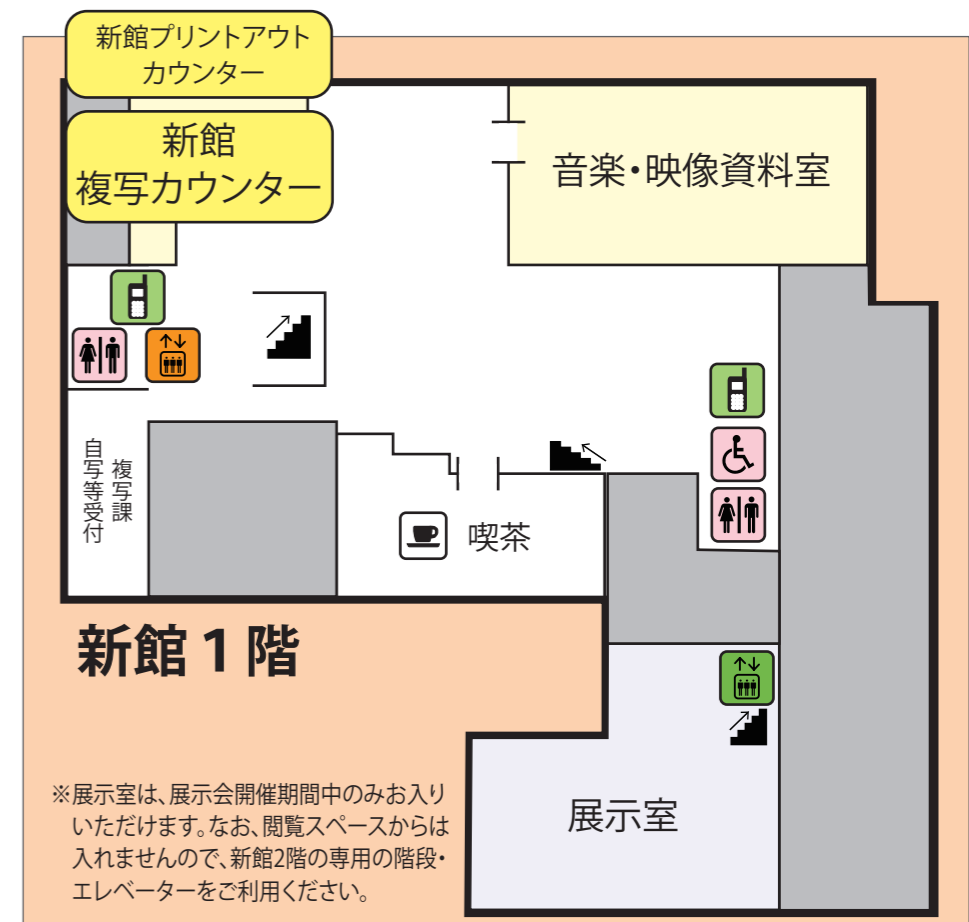 新館プリントアウト
カウンター
新館
複写カウンター
音楽・映像資料室
複写課
自写等受付
喫茶
新館1階
展示室
※展示室は、展示会開催期間中のみお入り
いただけます。なお、閲覧スペースからは
入れませんので、新館2階の専用の階段・
エレベーターをご利用ください。